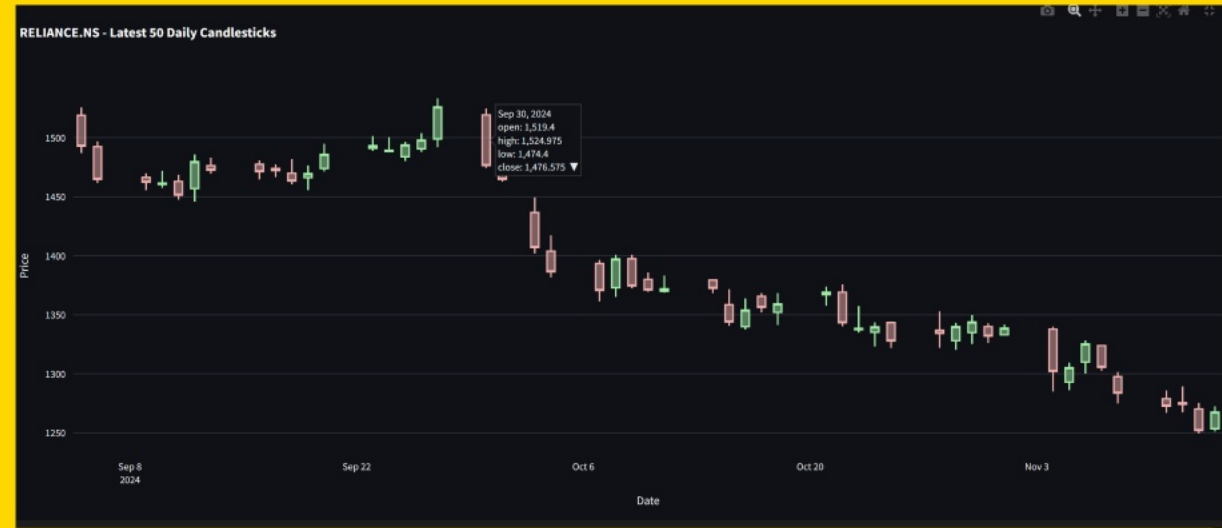 RELIANCE.NS - Latest 50 Daily Candlesticks
Sep 30, 2024
open: 1,519.4
high: 1,524.975
low: 1,474.4
close: 1,476.575 ▼
1500
1450
1400
1350
1300
1250
Price
Sep 8
2024
Sep 22
Oct 6
Oct 20
Nov 3
Date